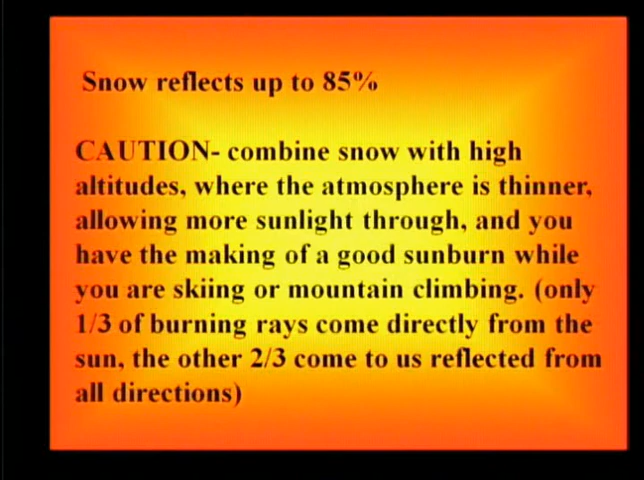 Snow reflects up to 85%
CAUTION- combine snow with high
altitudes, where the atmosphere is thinner,
allowing more sunlight through, and you
have the making of a good sunburn while
you are skiing or mountain climbing. (only
1/3 of burning rays come directly from the
sun, the other 2/3 come to us reflected from
all directions)